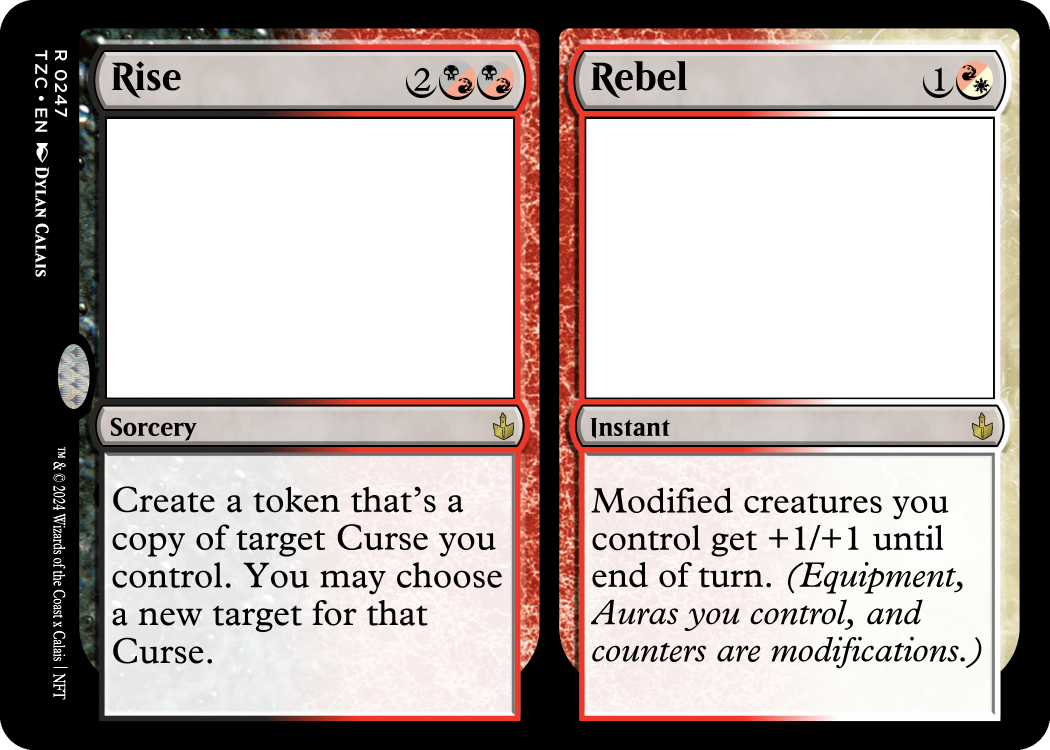 Rise
2
Sorcery
Create a token that's a
copy of target Curse you
control. You may choose
a new target for that
Curse.
Rebel
1
Instant
Modified creatures you
control get +1/+1 until
end of turn. (Equipment,
Auras you control, and
counters are modifications.)
R 0247
TZC • EN DYLAN CALAIS
™ & © 2024 Wizards of the Coast x Calais | NFT